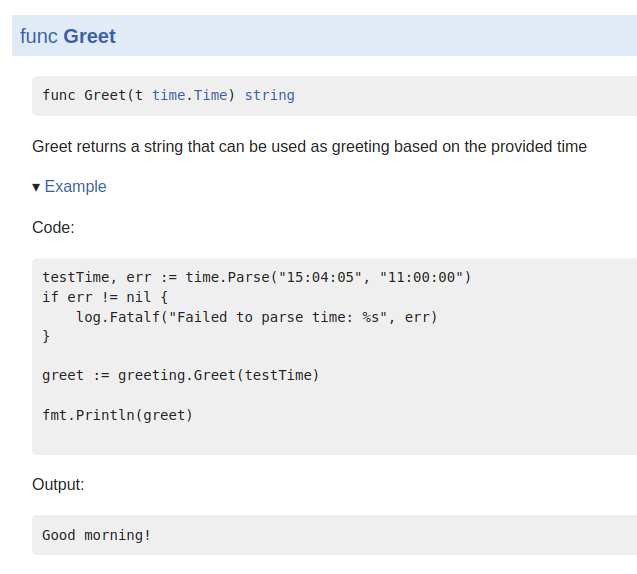 func Greet
func Greet(t time.Time) string
Greet returns a string that can be used as greeting based on the provided time
▾ Example
Code:
testTime, err := time.Parse("15:04:05", "11:00:00")
if err != nil {
    log.Fatalf("Failed to parse time: %s", err)
}
greet := greeting.Greet(testTime)
fmt.Println(greet)
Output:
Good morning!